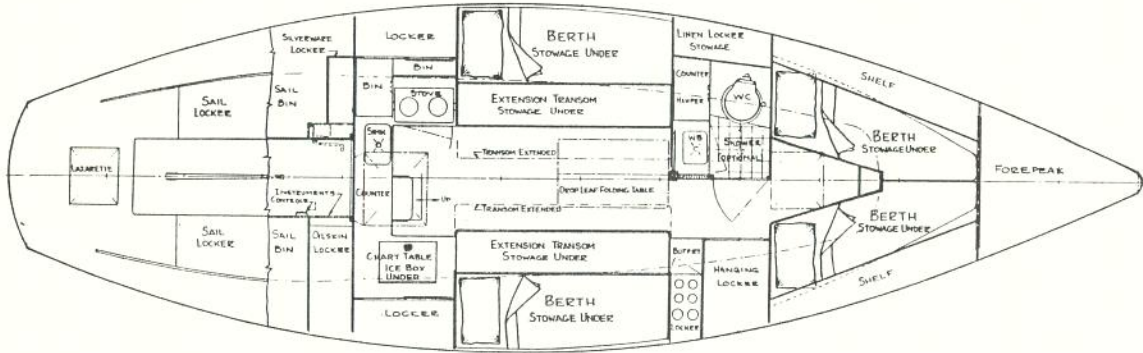 SILVERWARE
LOCKER
LOCKER
BERTH
STOWAGE UNDER
LINEN LOCKER
STOWAGE
SHELF
SAIL
LOCKER
SAIL
BIN
BIN
BIN
STOVE
EXTENSION TRANSOM
STOWAGE UNDER
COUNTER
HAMPER
WC
BERTH
STOWAGE UNDER
SINK
TRANSOM EXTENDED
WB
SHOWER
(OPTIONAL)
LAZARETTE
INSTRUMENTS
CONTROLS
COUNTER
UP
DROP LEAF FOLDING TABLE
FOREPEAK
TRANSOM EXTENDED
SAIL
LOCKER
SAIL
BIN
OILSKIN
LOCKER
CHART TABLE
ICE BOX
UNDER
EXTENSION TRANSOM
STOWAGE UNDER
BUFFET
HANGING
LOCKER
BERTH
STOWAGE UNDER
SHELF
LOCKER
BERTH
STOWAGE UNDER
LOCKER